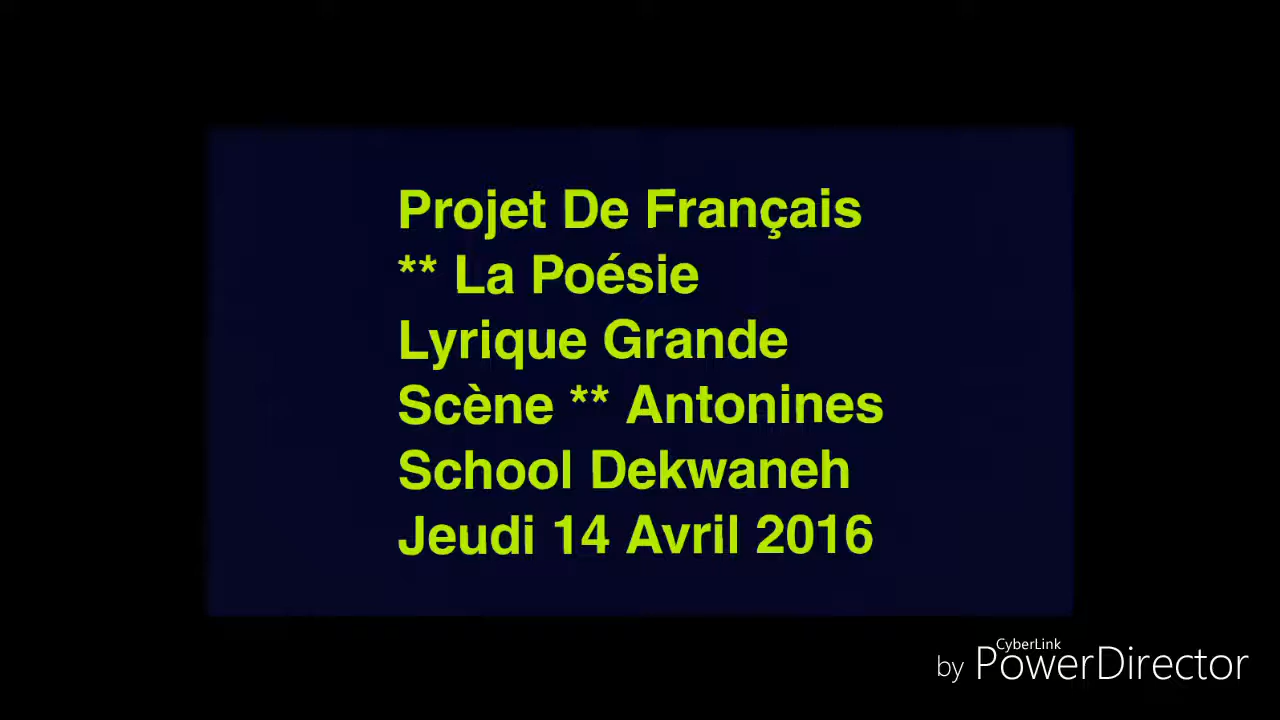 Projet De Français
** La Poésie
Lyrique Grande
Scène ** Antonines
School Dekwaneh
Jeudi 14 Avril 2016
CyberLink
by PowerDirector